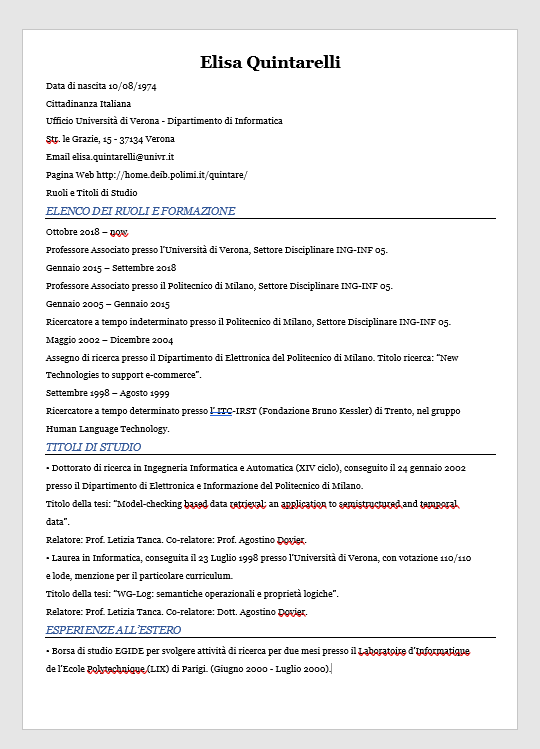 Elisa Quintarelli
Data di nascita 10/08/1974
Cittadinanza Italiana
Ufficio Università di Verona - Dipartimento di Informatica
Str. le Grazie, 15 - 37134 Verona
Email elisa.quintarelli@univr.it
Pagina Web http://home.deib.polimi.it/quintare/
Ruoli e Titoli di Studio
ELENCO DEI RUOLI E FORMAZIONE
Ottobre 2018 – now.
Professore Associato presso l'Università di Verona, Settore Disciplinare ING-INF 05.
Gennaio 2015 – Settembre 2018
Professore Associato presso il Politecnico di Milano, Settore Disciplinare ING-INF 05.
Gennaio 2005 – Gennaio 2015
Ricercatore a tempo indeterminato presso il Politecnico di Milano, Settore Disciplinare ING-INF 05.
Maggio 2002 – Dicembre 2004
Assegno di ricerca presso il Dipartimento di Elettronica del Politecnico di Milano. Titolo ricerca: “New
Technologies to support e-commerce”.
Settembre 1998 – Agosto 1999
Ricercatore a tempo determinato presso l' ITC-IRST (Fondazione Bruno Kessler) di Trento, nel gruppo
Human Language Technology.
TITOLI DI STUDIO
• Dottorato di ricerca in Ingegneria Informatica e Automatica (XIV ciclo), conseguito il 24 gennaio 2002
presso il Dipartimento di Elettronica e Informazione del Politecnico di Milano.
Titolo della tesi: “Model-checking based data retrieval: an application to semistructured and temporal
data”.
Relatore: Prof. Letizia Tanca. Co-relatore: Prof. Agostino Dovier.
• Laurea in Informatica, conseguita il 23 Luglio 1998 presso l'Università di Verona, con votazione 110/110
e lode, menzione per il particolare curriculum.
Titolo della tesi: “WG-Log: semantiche operazionali e proprietà logiche”.
Relatore: Prof. Letizia Tanca. Co-relatore: Dott. Agostino Dovier.
ESPERIENZE ALL'ESTERO
• Borsa di studio EGIDE per svolgere attività di ricerca per due mesi presso il Laboratoire d'Informatique
de l'Ecole Polytechnique (LIX) di Parigi. (Giugno 2000 - Luglio 2000).